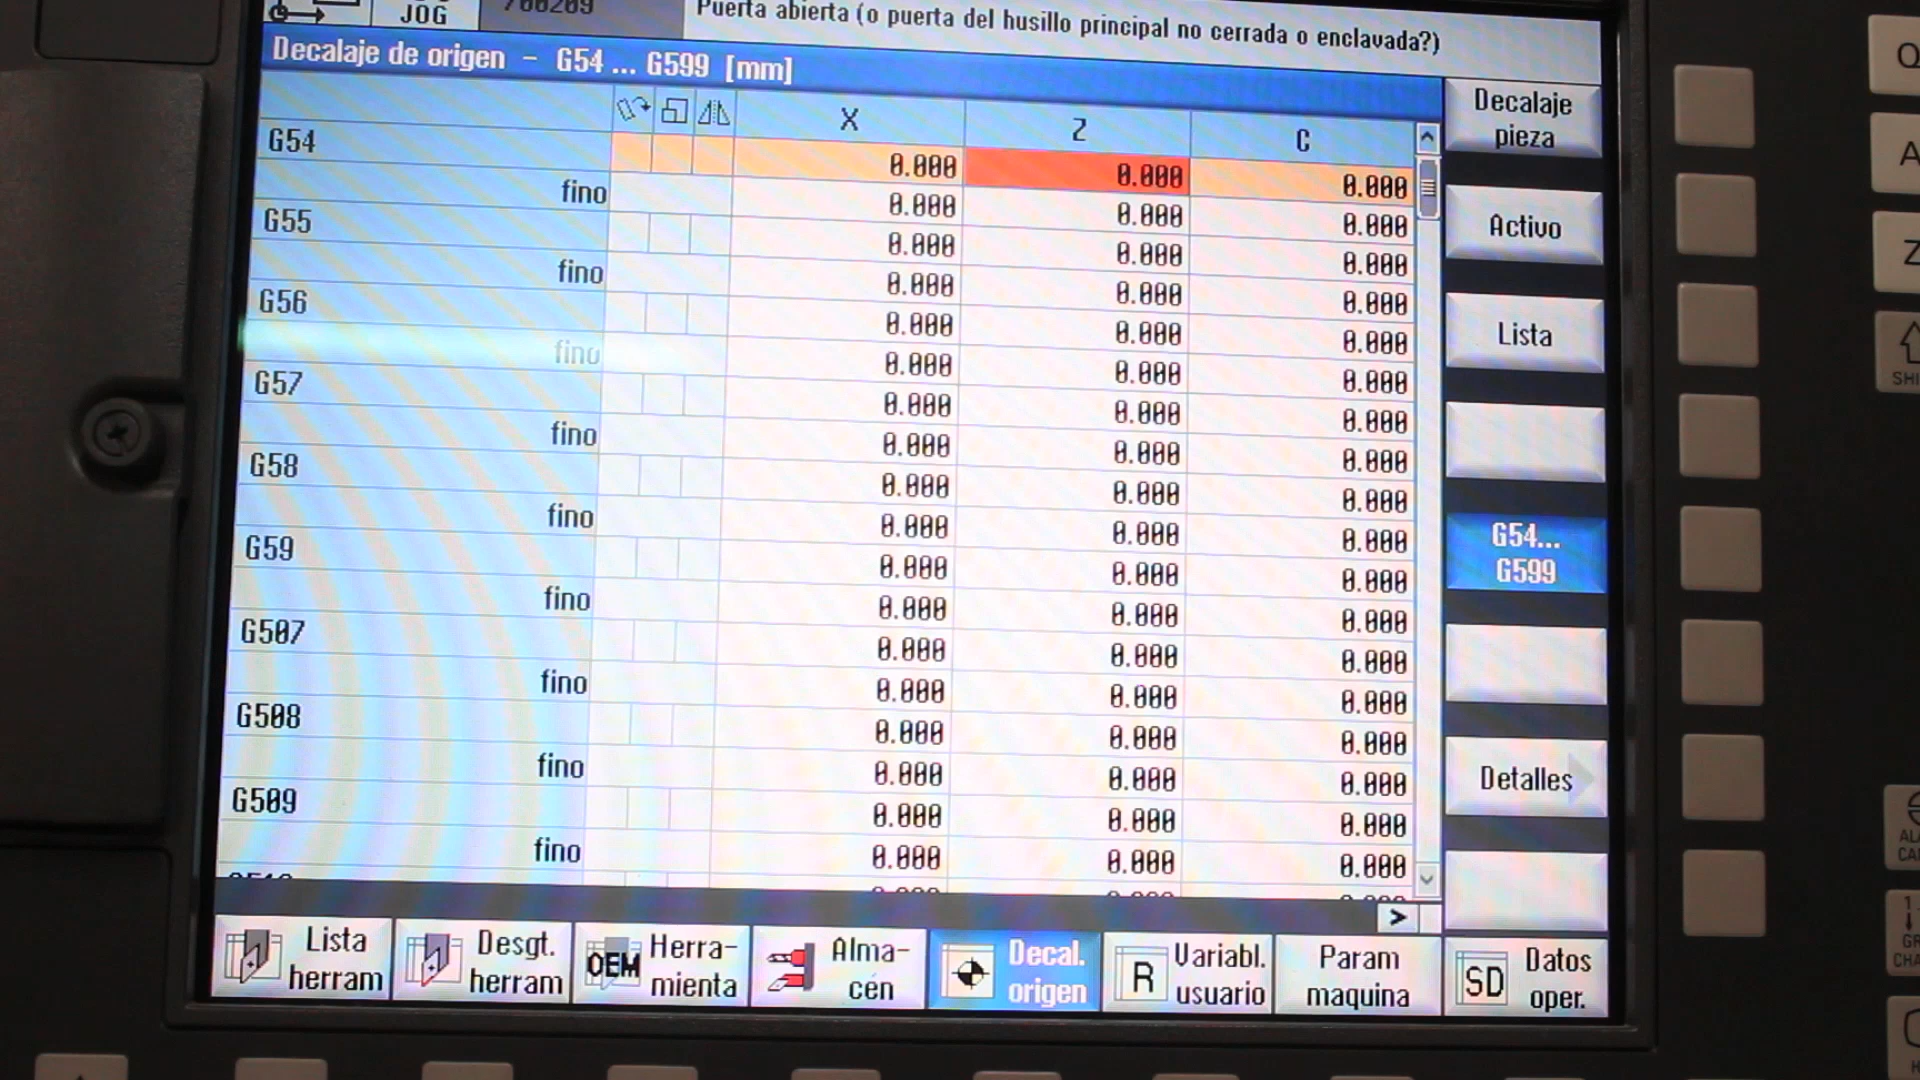 JOG
700209
Puerta abierta (o puerta del husillo principal no cerrada o enclavada?)
Decalaje de origen - G54 ... G599 [mm]
X Z C
G54 0.000 0.000 0.000
fino 0.000 0.000 0.000
G55 0.000 0.000 0.000
fino 0.000 0.000 0.000
G56 0.000 0.000 0.000
fino 0.000 0.000 0.000
G57 0.000 0.000 0.000
fino 0.000 0.000 0.000
G58 0.000 0.000 0.000
fino 0.000 0.000 0.000
G59 0.000 0.000 0.000
fino 0.000 0.000 0.000
G507 0.000 0.000 0.000
fino 0.000 0.000 0.000
G508 0.000 0.000 0.000
fino 0.000 0.000 0.000
G509 0.000 0.000 0.000
fino 0.000 0.000 0.000
Decalaje
pieza
Activo
Lista
G54...
G599
Detalles
>
Lista
herram
Desgt.
herram
OEM
Herra-
mienta
Alma-
cén
Decal.
origen
R
Variabl.
usuario
Param
maquina
SD
Datos
oper.